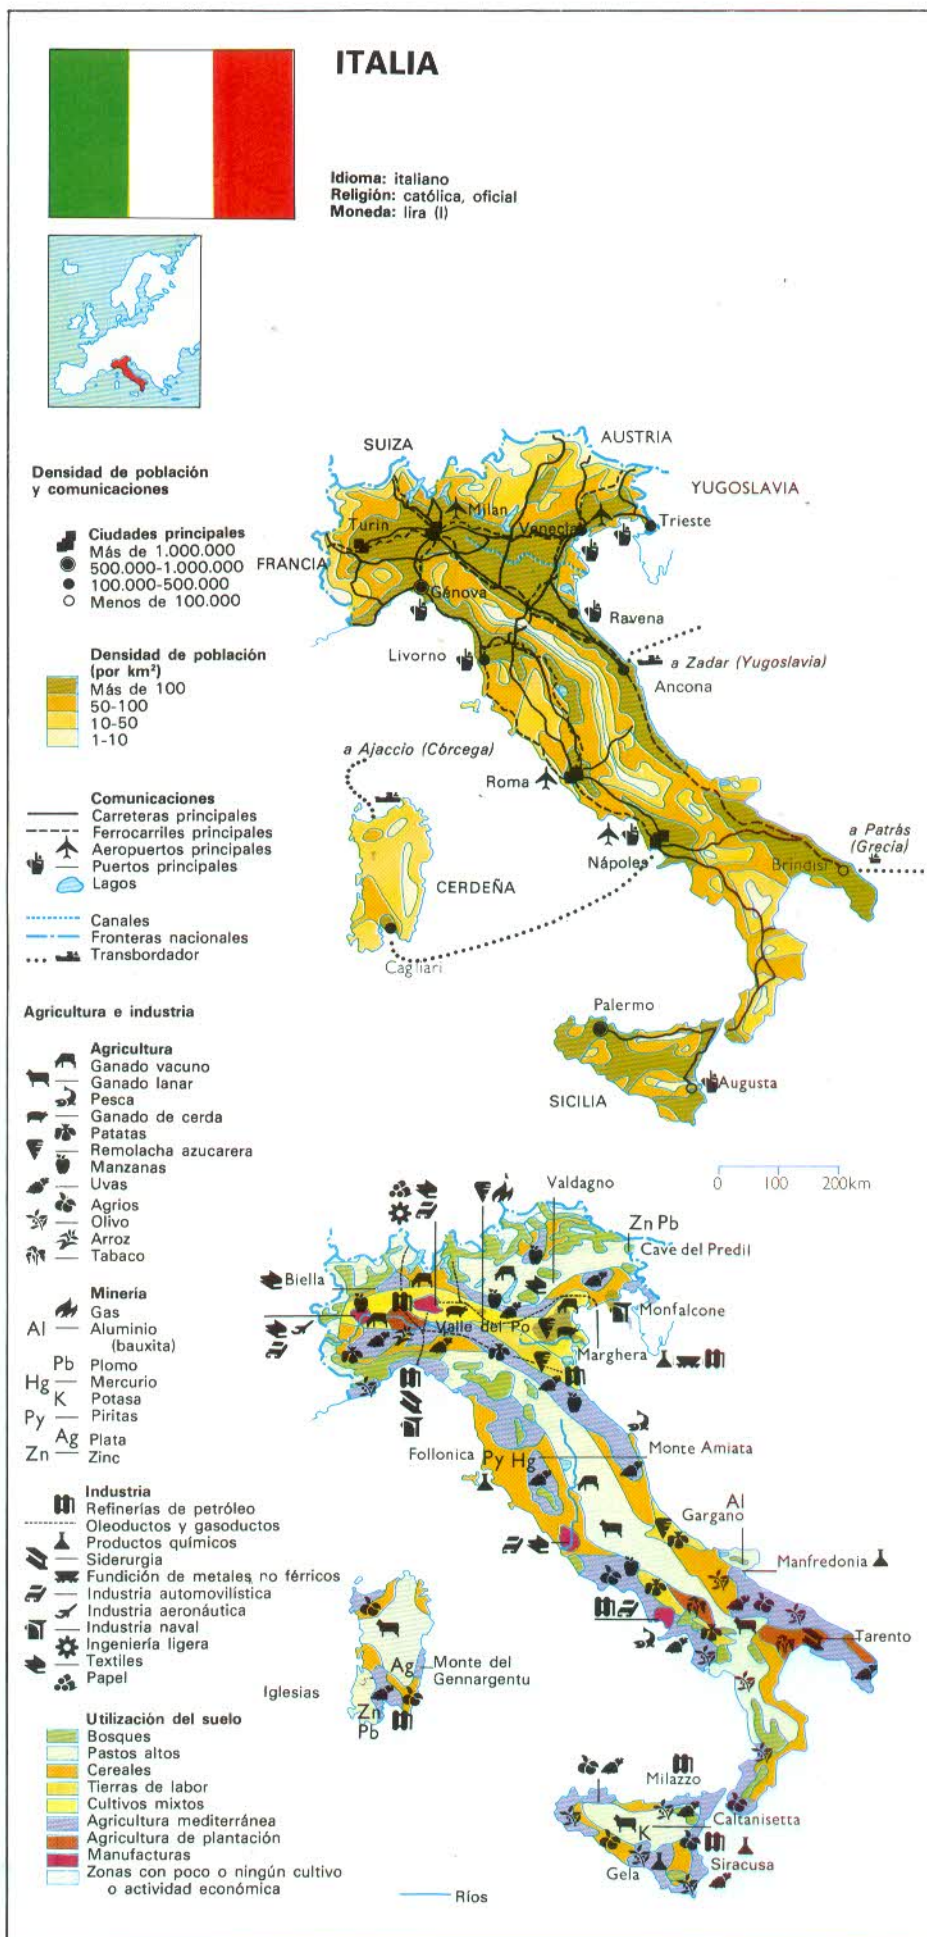 ITALIA
Idioma: italiano
Religión: católica, oficial
Moneda: lira (l)
Densidad de población
y comunicaciones
Ciudades principales
Más de 1.000.000
500.000-1.000.000
100.000-500.000
Menos de 100.000
Densidad de población
(por km²)
Más de 100
50-100
10-50
1-10
Comunicaciones
Carreteras principales
Ferrocarriles principales
Aeropuertos principales
Puertos principales
Lagos
Canales
Fronteras nacionales
Transbordador
SUIZA
AUSTRIA
YUGOSLAVIA
Milan
Turín
Venecia
Trieste
FRANCIA
Génova
Ravena
Livorno
a Zadar (Yugoslavia)
Ancona
a Ajaccio (Córcega)
Roma
a Patrás
(Grecia)
Nápoles
Brindisi
CERDEÑA
Cagliari
Palermo
Augusta
SICILIA
0 100 200km
Agricultura e industria
Agricultura
Ganado vacuno
Ganado lanar
Pesca
Ganado de cerda
Patatas
Remolacha azucarera
Manzanas
Uvas
Agrios
Olivo
Arroz
Tabaco
Minería
Gas
Al Aluminio
(bauxita)
Pb Plomo
Hg Mercurio
K Potasa
Py Piritas
Ag Plata
Zn Zinc
Industria
Refinerías de petróleo
Oleoductos y gasoductos
Productos químicos
Siderurgia
Fundición de metales no férricos
Industria automovilística
Industria aeronáutica
Industria naval
Ingeniería ligera
Textiles
Papel
Utilización del suelo
Bosques
Pastos altos
Cereales
Tierras de labor
Cultivos mixtos
Agricultura mediterránea
Agricultura de plantación
Manufacturas
Zonas con poco o ningún cultivo
o actividad económica
Ríos
Valdagno
Zn Pb
Cave del Predil
Biella
Monfalcone
Valle del Po
Marghera
Follonica
Py Hg
Monte Amiata
Al
Gargano
Manfredonia
Tarento
Ag
Monte del
Gennargentu
Iglesias
Zn
Pb
Milazzo
Caltanisetta
K
Gela
Siracusa